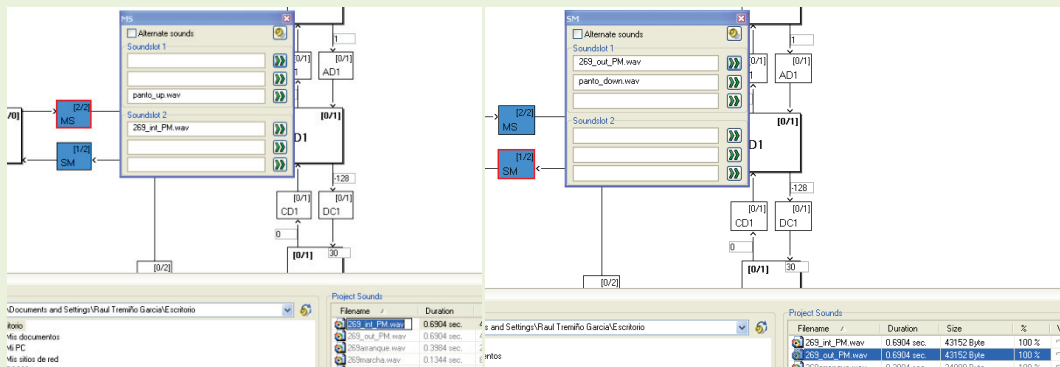 MS
Alternate sounds
Soundslot 1
panto_up.wav
Soundslot 2
269_int_PM.wav
1
[0/1]
AD1
[0/1]
D1
[2/2]
MS
[1/2]
SM
-128
[0/1]
CD1
[0/1]
DC1
0
30
[0/1]
[0/2]
\Documents and Settings\Raul Tremiño Garcia\Escritorio
Mis documentos
Mi PC
Mis sitios de red
Project Sounds
Filename
Duration
269_int_PM.wav
0.6904 sec.
269_out_PM.wav
0.6904 sec.
269arranque.wav
0.3984 sec.
269marcha.wav
0.1344 sec.
SM
Alternate sounds
Soundslot 1
269_out_PM.wav
panto_down.wav
Soundslot 2
1
[0/1]
AD1
[0/1]
D1
[2/2]
MS
[1/2]
SM
-128
[0/1]
CD1
[0/1]
DC1
0
30
[0/1]
[0/2]
s and Settings\Raul Tremiño Garcia\Escritorio
entos
Project Sounds
Filename
Duration
Size
%
269_int_PM.wav
0.6904 sec.
43152 Byte
100 %
269_out_PM.wav
0.6904 sec.
43152 Byte
100 %